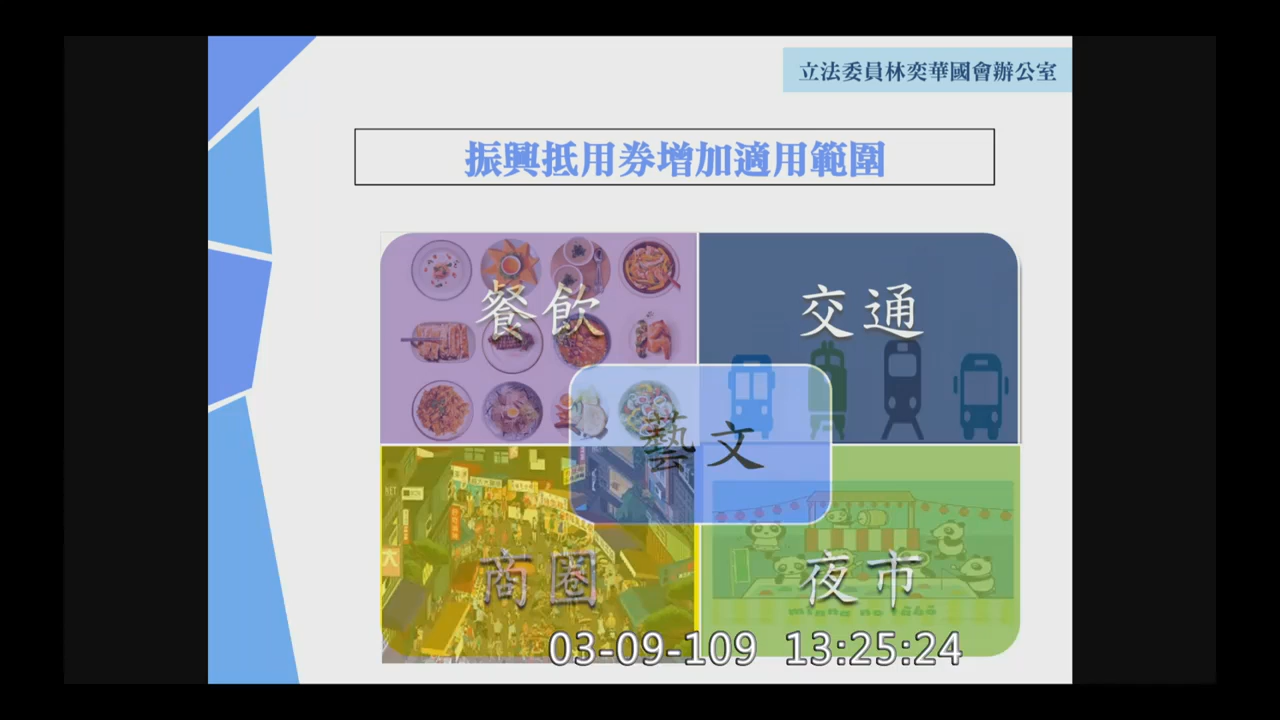 立法委員林奕華國會辦公室
振興抵用券增加適用範圍
餐飲
交通
藝文
商圈
夜市
03-09-109 13:25:24